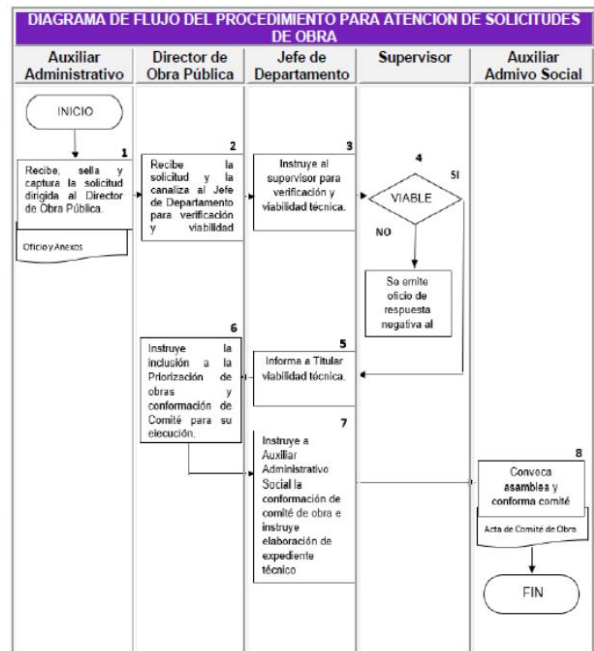 DIAGRAMA DE FLUJO DEL PROCEDIMIENTO PARA ATENCION DE SOLICITUDES
DE OBRA
Auxiliar
Administrativo
Director de
Obra Pública
Jefe de
Departamento
Supervisor
Auxiliar
Admivo Social
INICIO
1
Recibe, sella y
captura la solicitud
dirigida al Director
de Obra Pública.
Oficio y Anexos
2
Recibe la
solicitud y la
canaliza al Jefe
de Departamento
para verificación
y viabilidad
3
Instruye al
supervisor para
verificación y
viabilidad técnica.
4
SI
VIABLE
NO
Se emite
oficio de
respuesta
negativa al
5
Informa a Titular
viabilidad técnica.
6
Instruye la
inclusión a la
Priorización de
obras y
conformación de
Comité para su
ejecución.
7
Instruye a
Auxiliar
Administrativo
Social la
conformación de
comité de obra e
instruye
elaboración de
expediente
técnico
8
Convoca
asamblea y
conforma comité
Acta de Comité de Obra
FIN